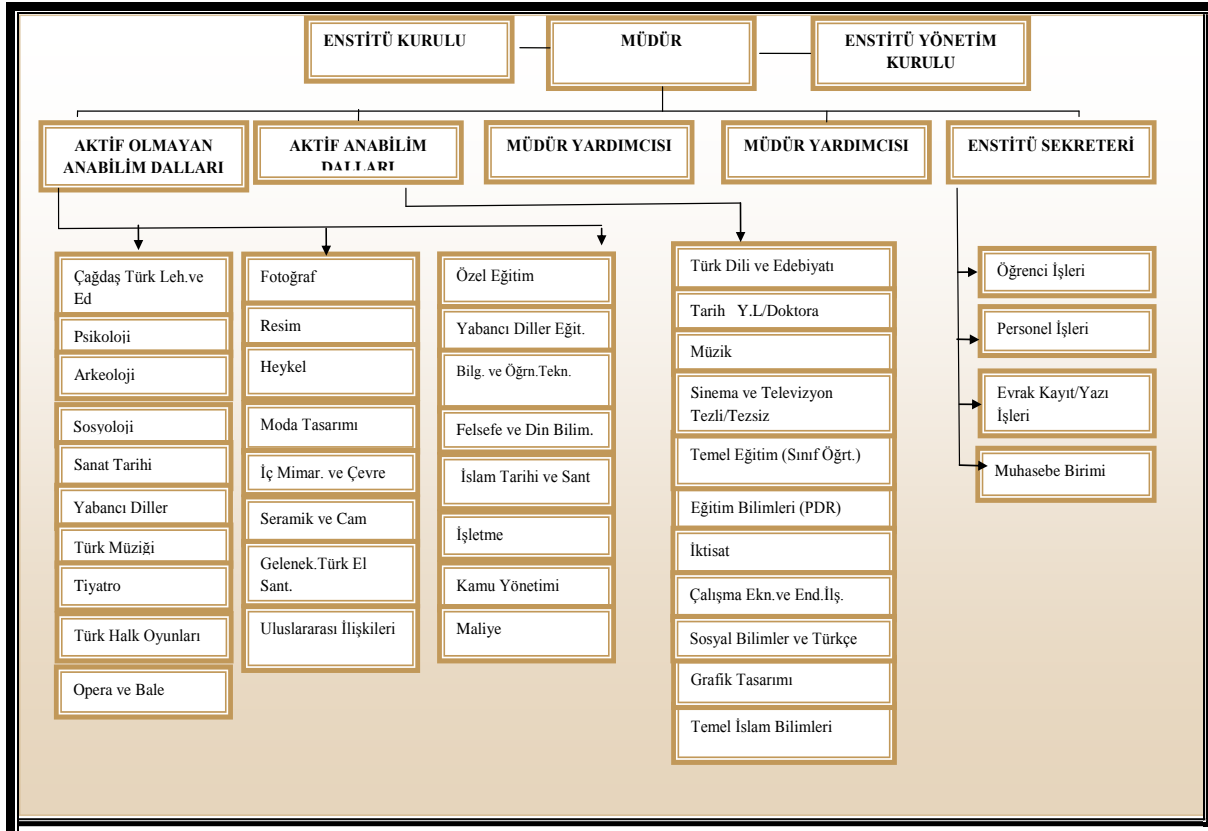 ENSTİTÜ KURULU
MÜDÜR
ENSTİTÜ YÖNETİM
KURULU
AKTİF OLMAYAN
ANABİLİM DALLARI
AKTİF ANABİLİM
DALLARI
MÜDÜR YARDIMCISI
MÜDÜR YARDIMCISI
ENSTİTÜ SEKRETERİ
Çağdaş Türk Leh.ve
Ed
Psikoloji
Arkeoloji
Sosyoloji
Sanat Tarihi
Yabancı Diller
Türk Müziği
Tiyatro
Türk Halk Oyunları
Opera ve Bale
Fotoğraf
Resim
Heykel
Moda Tasarımı
İç Mimar. ve Çevre
Seramik ve Cam
Gelenek.Türk El
Sant.
Uluslararası İlişkileri
Özel Eğitim
Yabancı Diller Eğit.
Bilg. ve Öğrn.Tekn.
Felsefe ve Din Bilim.
İslam Tarihi ve Sant
İşletme
Kamu Yönetimi
Maliye
Türk Dili ve Edebiyatı
Tarih Y.L/Doktora
Müzik
Sinema ve Televizyon
Tezli/Tezsiz
Temel Eğitim (Sınıf Öğrt.)
Eğitim Bilimleri (PDR)
İktisat
Çalışma Ekn.ve End.İlş.
Sosyal Bilimler ve Türkçe
Grafik Tasarımı
Temel İslam Bilimleri
Öğrenci İşleri
Personel İşleri
Evrak Kayıt/Yazı
İşleri
Muhasebe Birimi